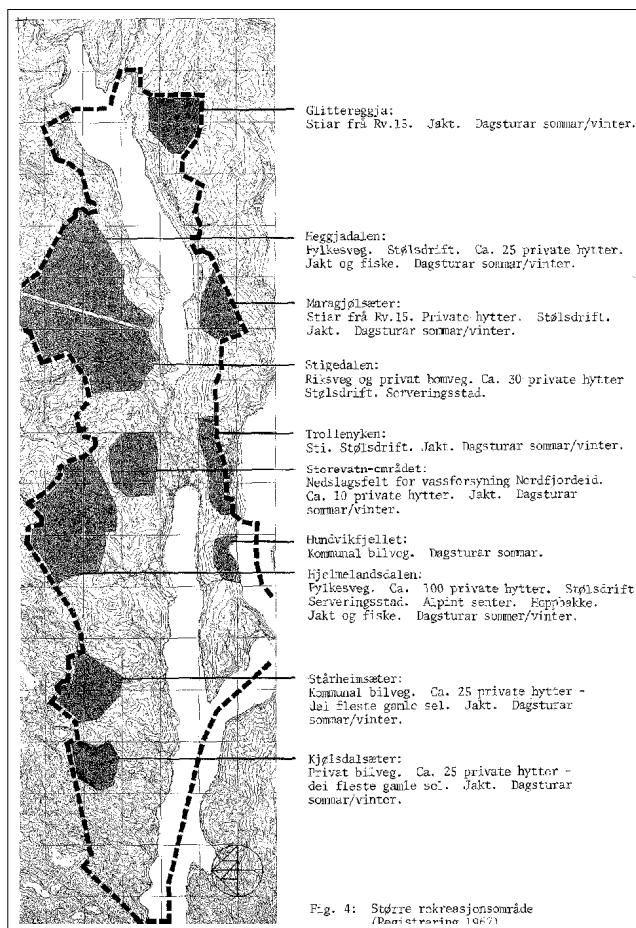 Glittereggja:
Stiar frå Rv.15. Jakt. Dagsturar sommar/vinter.
Heggjadalen:
Fylkesveg. Stølsdrift. Ca. 25 private hytter.
Jakt og fiske. Dagsturar sommar/vinter.
Maragjølsæter:
Stiar frå Rv.15. Private hytter. Stølsdrift.
Jakt. Dagsturar sommar/vinter.
Stigedalen:
Riksveg og privat bomveg. Ca. 30 private hytter
Stølsdrift. Serveringsstad.
Trollenyken:
Sti. Stølsdrift. Jakt. Dagsturar sommar/vinter.
Storevatn-området:
Nedslagsfelt for vassforsyning Nordfjordeid.
Ca. 10 private hytter. Jakt. Dagsturar
sommar/vinter.
Hundvikfjellet:
Kommunal bilveg. Dagsturar sommar.
Hjelmelandsdalen:
Fylkesveg. Ca. 100 private hytter. Stølsdrift
Serveringsstad. Alpint senter. Hoppbakke.
Jakt og fiske. Dagsturar sommar/vinter.
Stårheimsæter:
Kommunal bilveg. Ca. 25 private hytter -
dei fleste gamle sel. Jakt. Dagsturar
sommar/vinter.
Kjølsdalsæter:
Privat bilveg. Ca. 25 private hytter -
dei fleste gamle sel. Jakt. Dagsturar
sommar/vinter.
Fig. 4: Større rekreasjonsområde
(Registrering 1967)